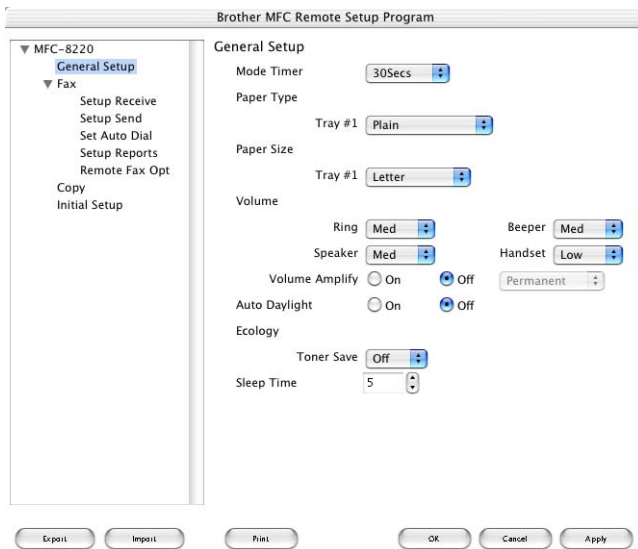 Brother MFC Remote Setup Program
MFC-8220
General Setup
Fax
Setup Receive
Setup Send
Set Auto Dial
Setup Reports
Remote Fax Opt
Copy
Initial Setup
General Setup
Mode Timer 30Secs
Paper Type
Tray #1 Plain
Paper Size
Tray #1 Letter
Volume
Ring Med Beeper Med
Speaker Med Handset Low
Volume Amplify On Off Permanent
Auto Daylight On Off
Ecology
Toner Save Off
Sleep Time 5
Export Import Print OK Cancel Apply